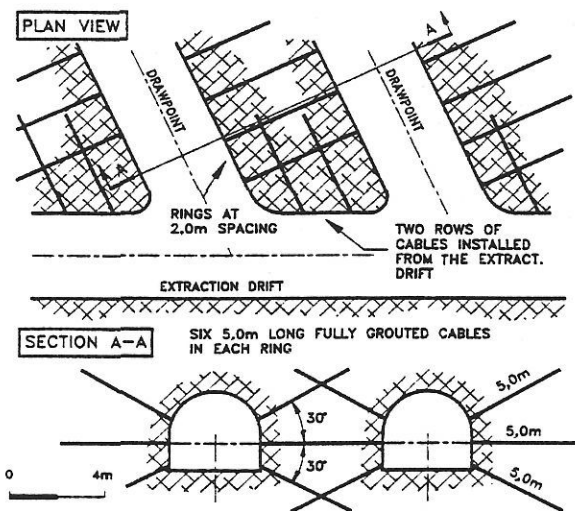 PLAN VIEW
A
DRAWPOINT
DRAWPOINT
RINGS AT
2,0m SPACING
TWO ROWS OF
CABLES INSTALLED
FROM THE EXTRACT.
DRIFT
EXTRACTION DRIFT
SECTION A-A
SIX 5,0m LONG FULLY GROUTED CABLES
IN EACH RING
30°
30°
5,0m
5,0m
5,0m
0 4m